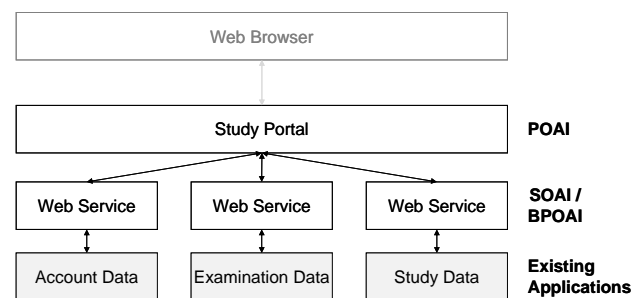 Web Browser
Study Portal
POAI
Web Service
Web Service
Web Service
SOAI /
BPOAI
Account Data
Examination Data
Study Data
Existing
Applications